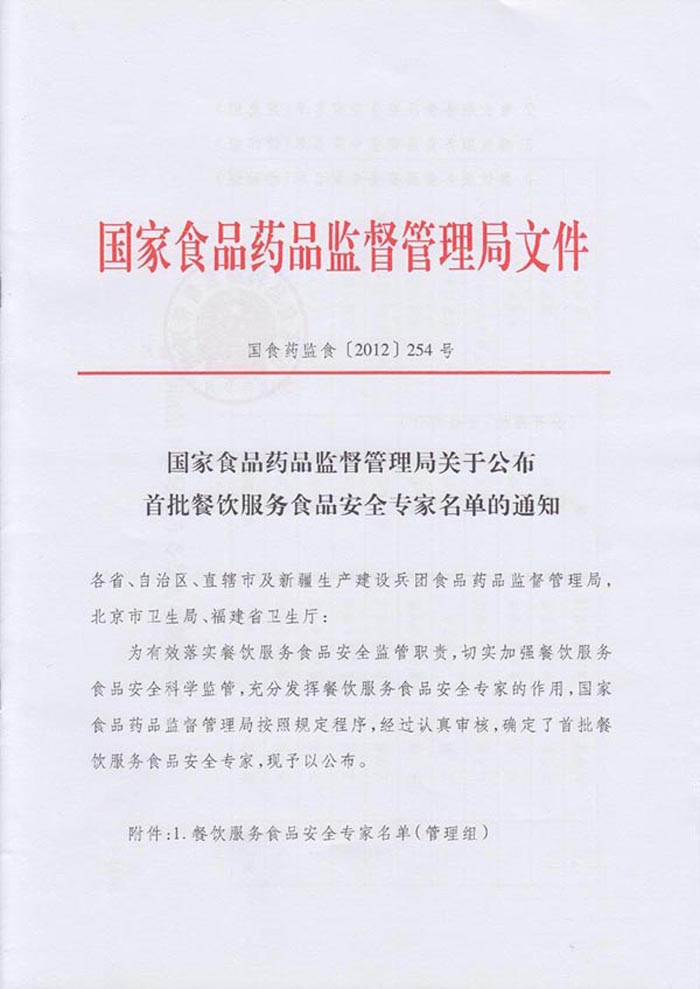 国家食品药品监督管理局文件
国食药监食〔2012〕254号
国家食品药品监督管理局关于公布
首批餐饮服务食品安全专家名单的通知
各省、自治区、直辖市及新疆生产建设兵团食品药品监督管理局,
北京市卫生局、福建省卫生厅:
为有效落实餐饮服务食品安全监管职责,切实加强餐饮服务
食品安全科学监管,充分发挥餐饮服务食品安全专家的作用,国家
食品药品监督管理局按照规定程序,经过认真审核,确定了首批餐
饮服务食品安全专家,现予以公布。
附件:1.餐饮服务食品安全专家名单(管理组)